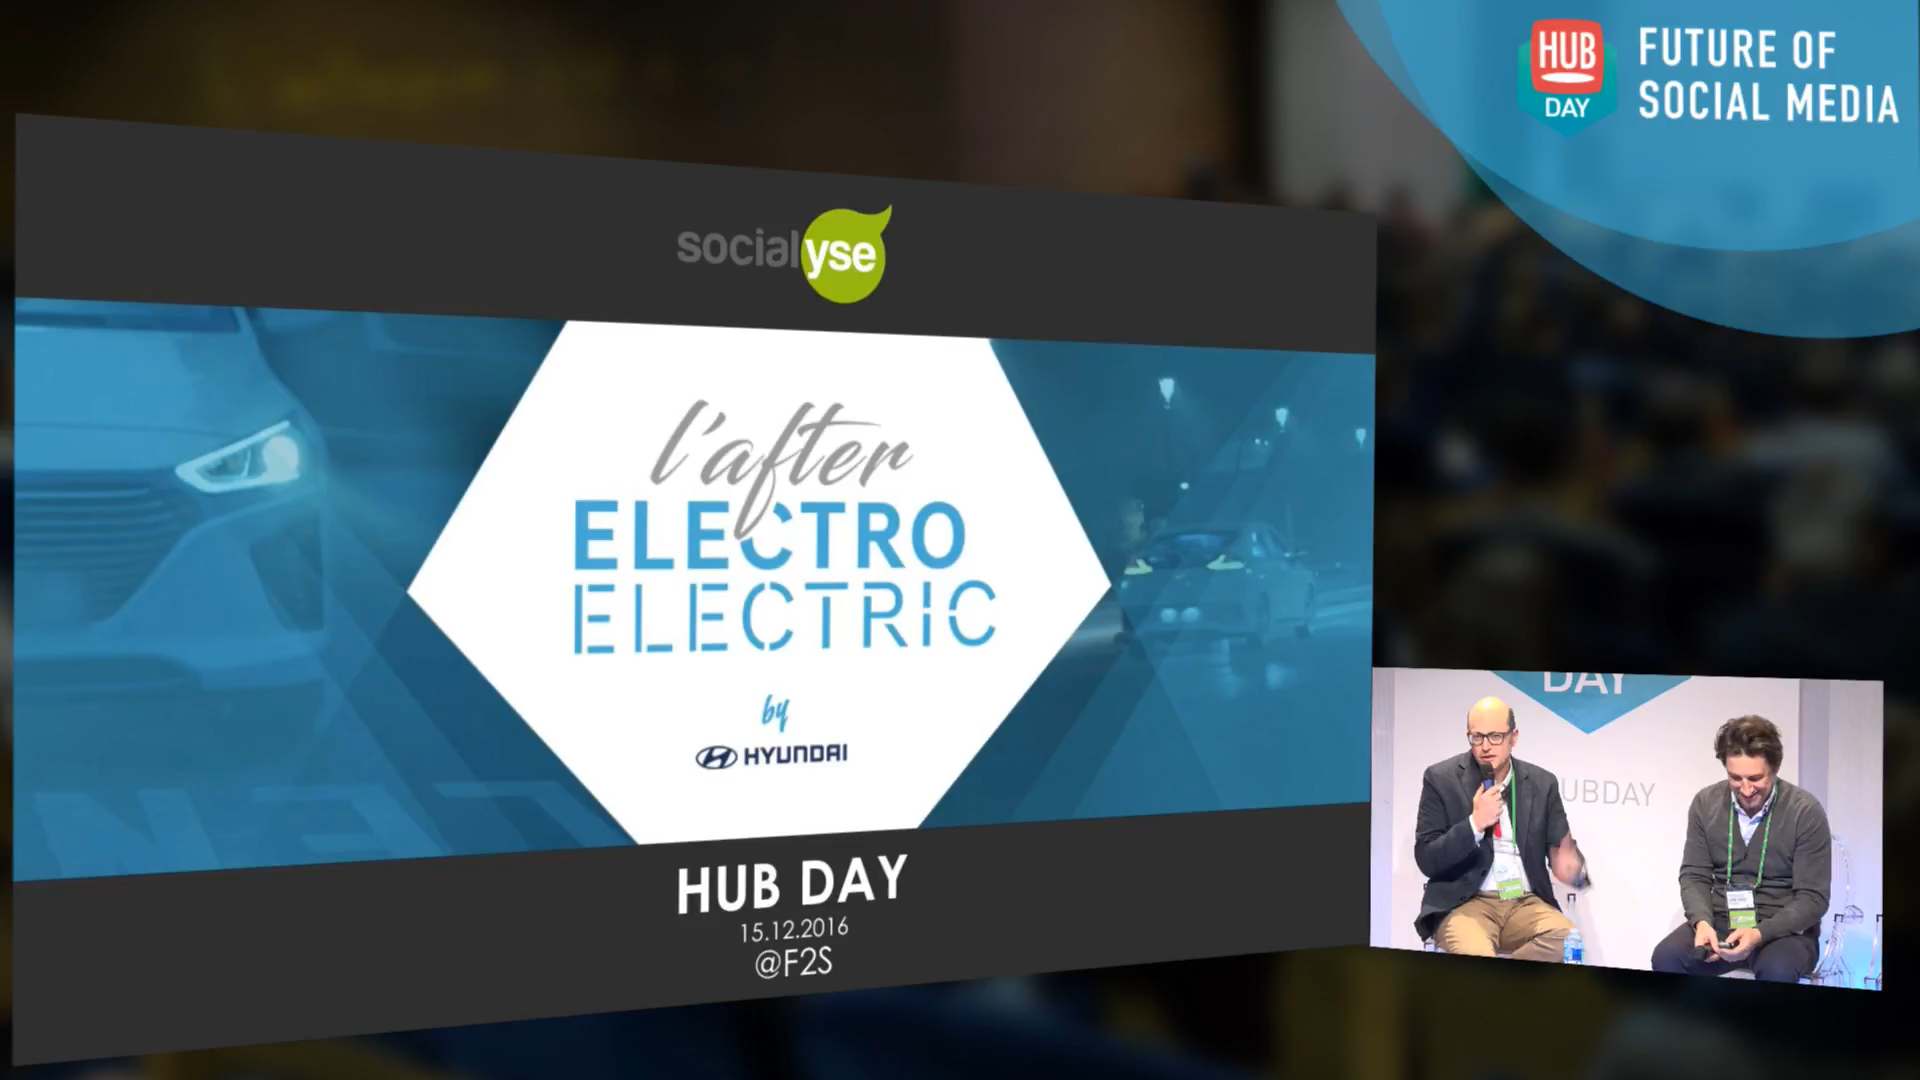 HUB
DAY
FUTURE OF
SOCIAL MEDIA
socialyse
l'after
ELECTRO
ELECTRIC
by
HYUNDAI
HUB DAY
15.12.2016
@F2S
DAY
UBDAY